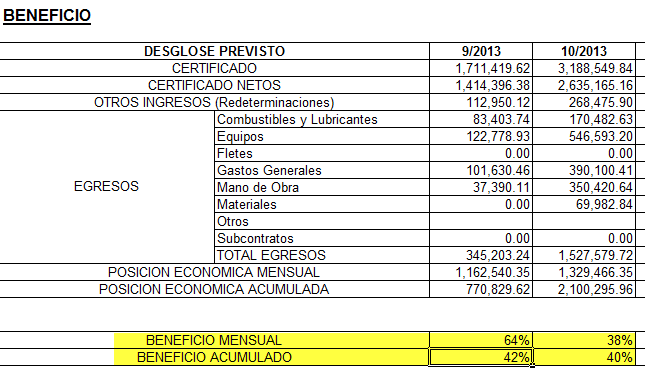 BENEFICIO
DESGLOSE PREVISTO 9/2013 10/2013
CERTIFICADO 1,711,419.62 3,188,549.84
CERTIFICADO NETOS 1,414,396.38 2,635,165.16
OTROS INGRESOS (Redeterminaciones) 112,950.12 268,475.90
EGRESOS
Combustibles y Lubricantes 83,403.74 170,482.63
Equipos 122,778.93 546,593.20
Fletes 0.00 0.00
Gastos Generales 101,630.46 390,100.41
Mano de Obra 37,390.11 350,420.64
Materiales 0.00 69,982.84
Otros
Subcontratos 0.00 0.00
TOTAL EGRESOS 345,203.24 1,527,579.72
POSICION ECONOMICA MENSUAL 1,162,540.35 1,329,466.35
POSICION ECONOMICA ACUMULADA 770,829.62 2,100,295.96
BENEFICIO MENSUAL 64% 38%
BENEFICIO ACUMULADO 42% 40%